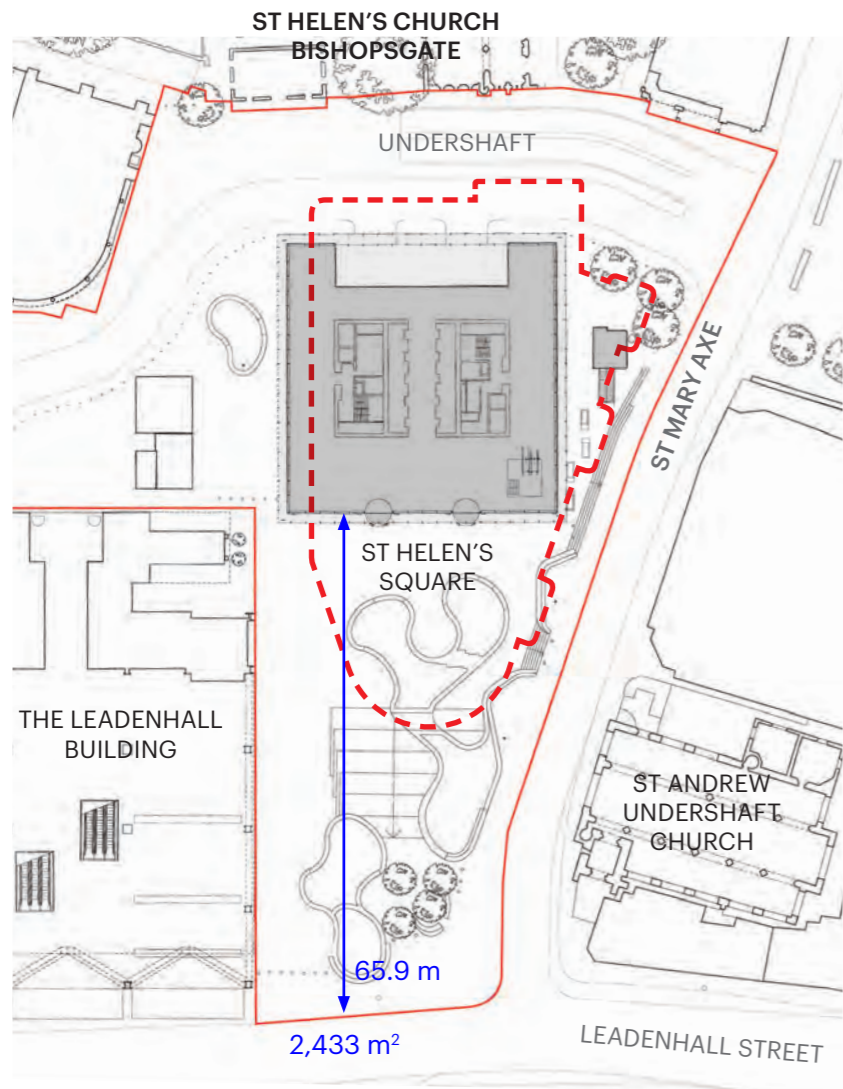 ST HELEN'S CHURCH
BISHOPSGATE
UNDERSHAFT
ST MARY AXE
ST HELEN'S
SQUARE
THE LEADENHALL
BUILDING
ST ANDREW
UNDERSHAFT
CHURCH
65.9 m
2,433 m²
LEADENHALL STREET